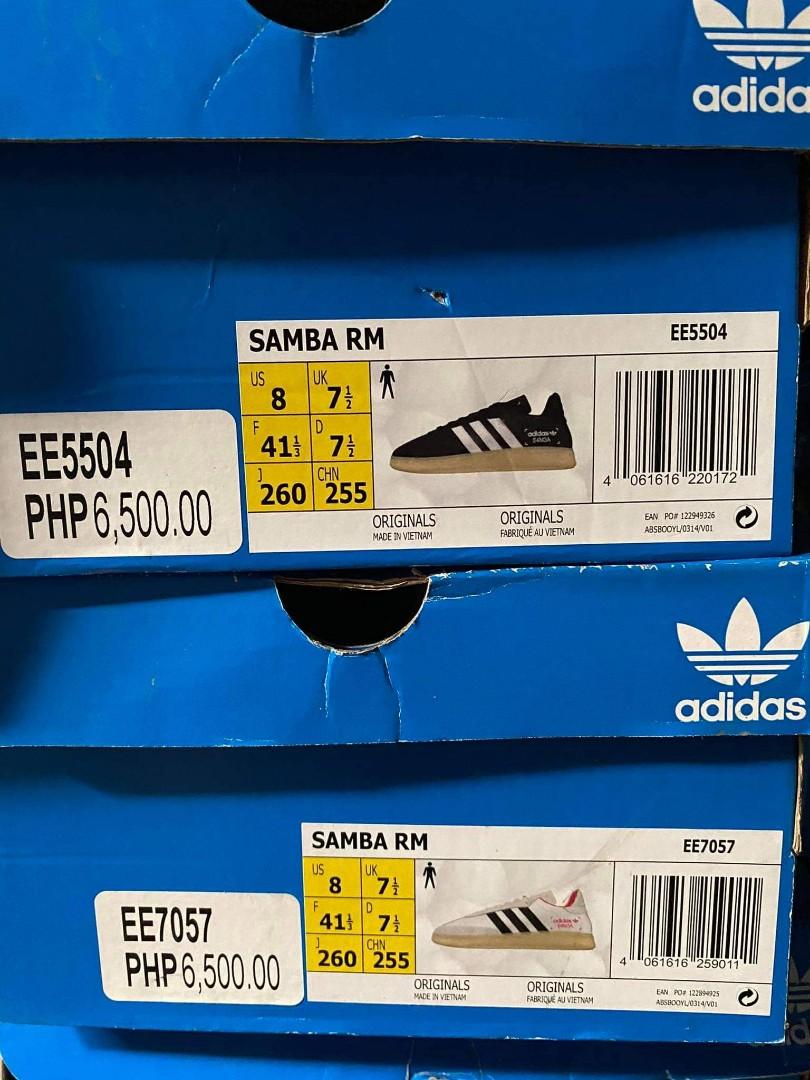 adidas
SAMBA RM
EE5504
US 8 UK 7½
F 41⅓ D 7½
J 260 CHN 255
adidas
SAMBA
4 061616 220172
ORIGINALS ORIGINALS
MADE IN VIETNAM FABRIQUÉ AU VIETNAM
EAN PO# 122949326
ABSBOOYL/0314/V01
EE5504
PHP 6,500.00
adidas
SAMBA RM
EE7057
US 8 UK 7½
F 41⅓ D 7½
J 260 CHN 255
adidas
SAMBA
4 061616 259011
ORIGINALS ORIGINALS
MADE IN VIETNAM FABRIQUÉ AU VIETNAM
EAN PO# 122894925
ABSBOOYL/0314/V01
EE7057
PHP 6,500.00